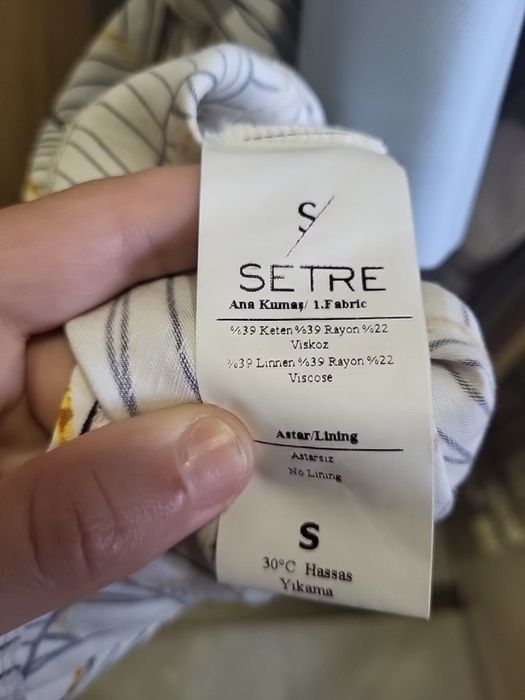 S
SETRE
Ana Kumaş/ 1.Fabric
%39 Keten %39 Rayon %22
Viskoz
%39 Linnen %39 Rayon %22
Viscose
Astar/Lining
Astarsız
No Lining
S
30°C Hassas
Yıkama